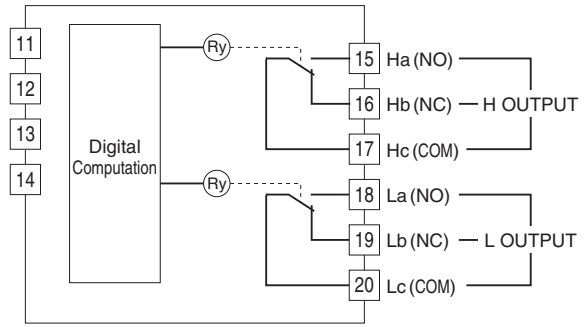 11
12
13
14
Digital
Computation
Ry
Ry
15 Ha (NO)
16 Hb (NC) H OUTPUT
17 Hc (COM)
18 La (NO)
19 Lb (NC) L OUTPUT
20 Lc (COM)